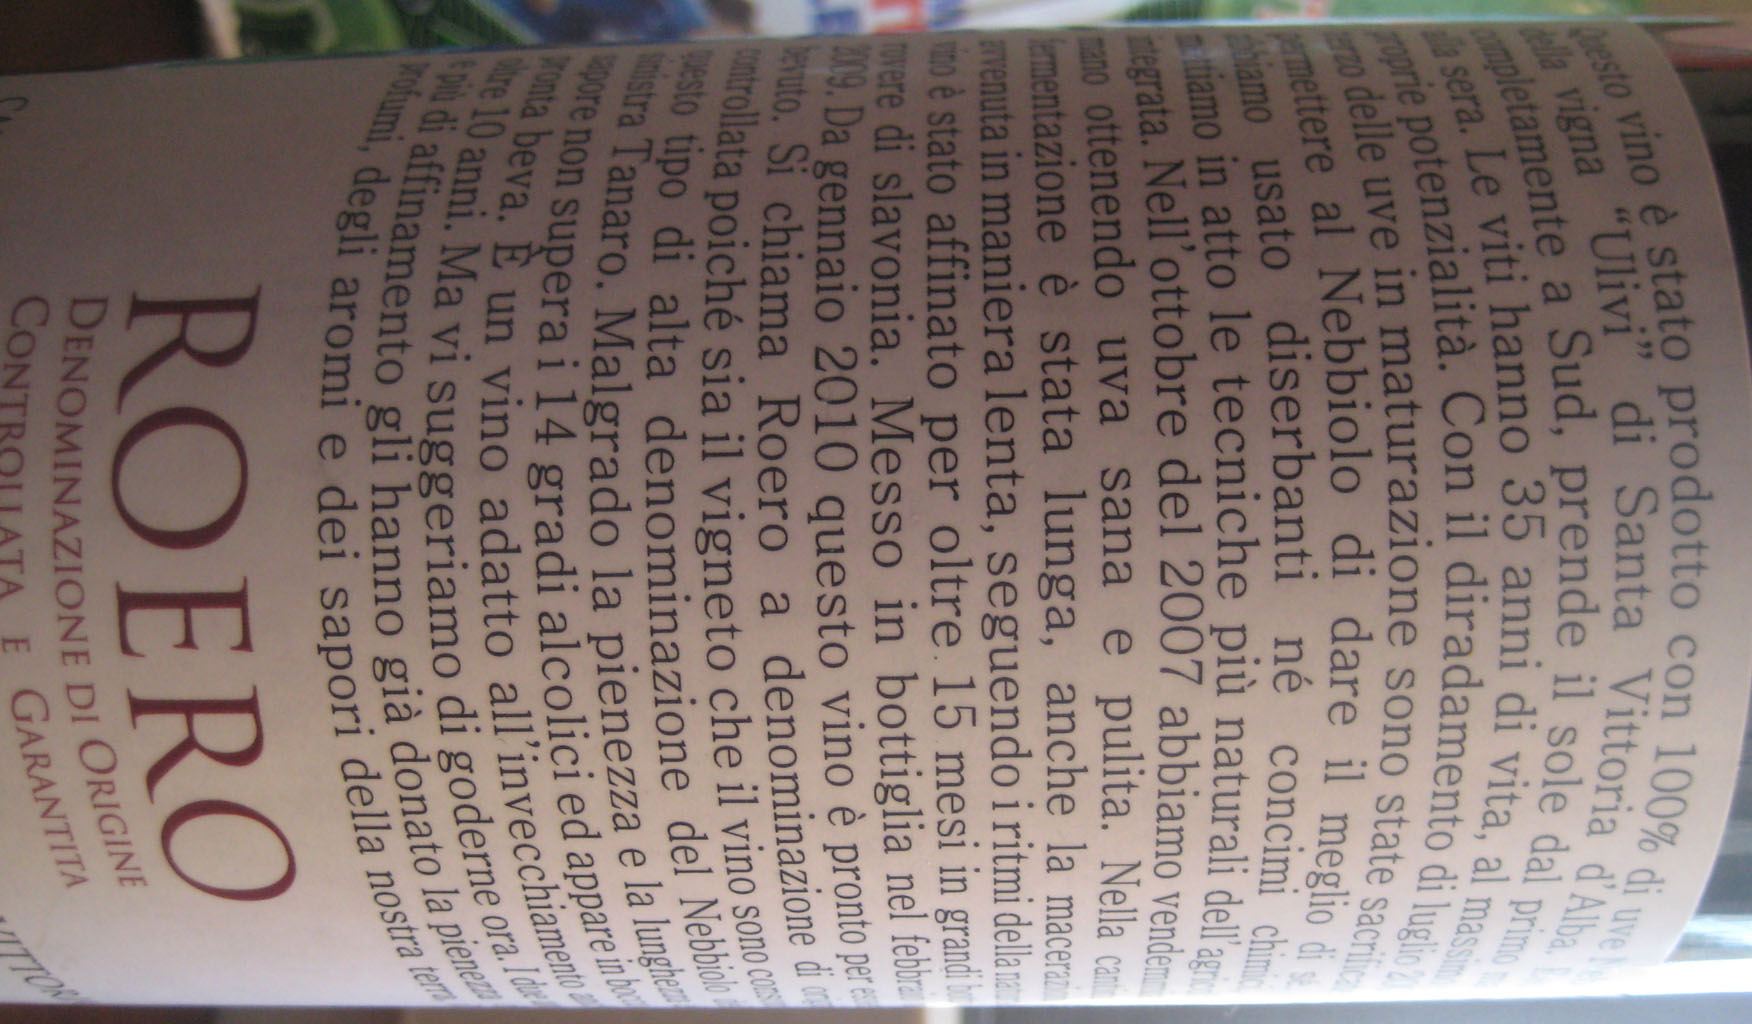 Questo vino è stato prodotto con 100% di uve
della vigna “Ulivi” di Santa Vittoria d'Alba.
completamente a Sud, prende il sole dal primo
alla sera. Le viti hanno 35 anni di vita, al massimo
proprie potenzialità. Con il diradamento di luglio
terzo delle uve in maturazione sono state
permettere al Nebbiolo di dare il meglio di sé
abbiamo usato diserbanti né concimi chimici
mettiamo in atto le tecniche più naturali
integrata. Nell'ottobre del 2007 abbiamo
mano ottenendo uva sana e pulita. Nella
fermentazione è stata lunga, anche la
avvenuta in maniera lenta, seguendo i ritmi della
vino è stato affinato per oltre 15 mesi in grandi
rovere di slavonia. Messo in bottiglia nel
2009. Da gennaio 2010 questo vino è pronto per
bevuto. Si chiama Roero a denominazione di
controllata poiché sia il vigneto che il vino sono
questo tipo di alta denominazione del Nebbiolo
sinistra Tanaro. Malgrado la pienezza e la lunghezza
sapore non supera i 14 gradi alcolici ed appare in
pronta beva. È un vino adatto all'invecchiamento
oltre 10 anni. Ma vi suggeriamo di goderne ora. I due
e più di affinamento gli hanno già donato la pienezza
profumi, degli aromi e dei sapori della nostra terra
ROERO
DENOMINAZIONE DI ORIGINE
CONTROLLATA E GARANTITA